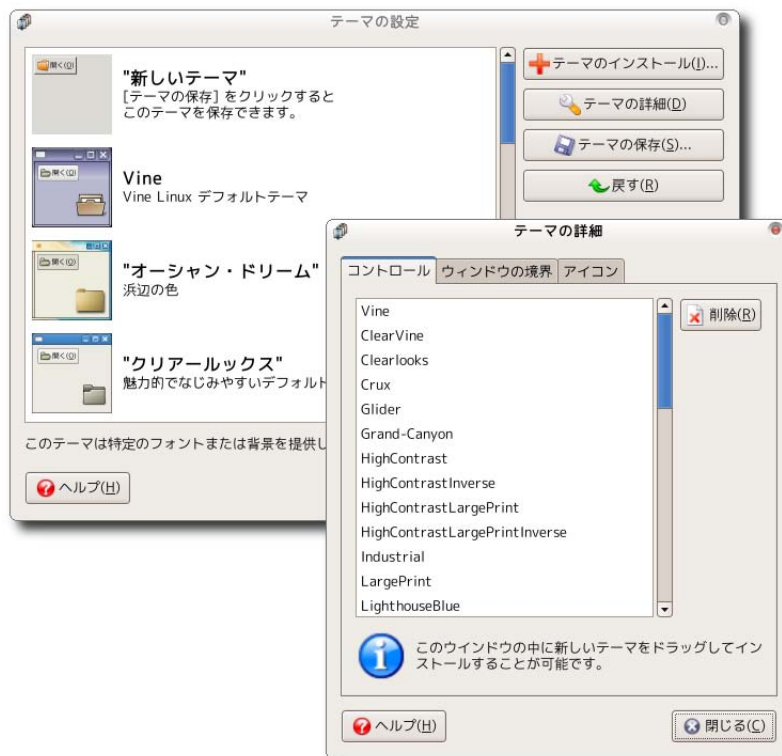 テーマの設定
開く(O)
"新しいテーマ"
[テーマの保存] をクリックすると
このテーマを保存できます。
開く(O)
Vine
Vine Linux デフォルトテーマ
開く(O)
"オーシャン・ドリーム"
浜辺の色
開く(O)
"クリアールックス"
魅力的でなじみやすいデフォルト
このテーマは特定のフォントまたは背景を提供し
ヘルプ(H)
テーマのインストール(I)...
テーマの詳細(D)
テーマの保存(S)...
戻す(R)
テーマの詳細
コントロール
ウィンドウの境界
アイコン
Vine
ClearVine
Clearlooks
Crux
Glider
Grand-Canyon
HighContrast
HighContrastInverse
HighContrastLargePrint
HighContrastLargePrintInverse
Industrial
LargePrint
LighthouseBlue
削除(R)
このウインドウの中に新しいテーマをドラッグしてイン
ストールすることが可能です。
ヘルプ(H)
閉じる(C)